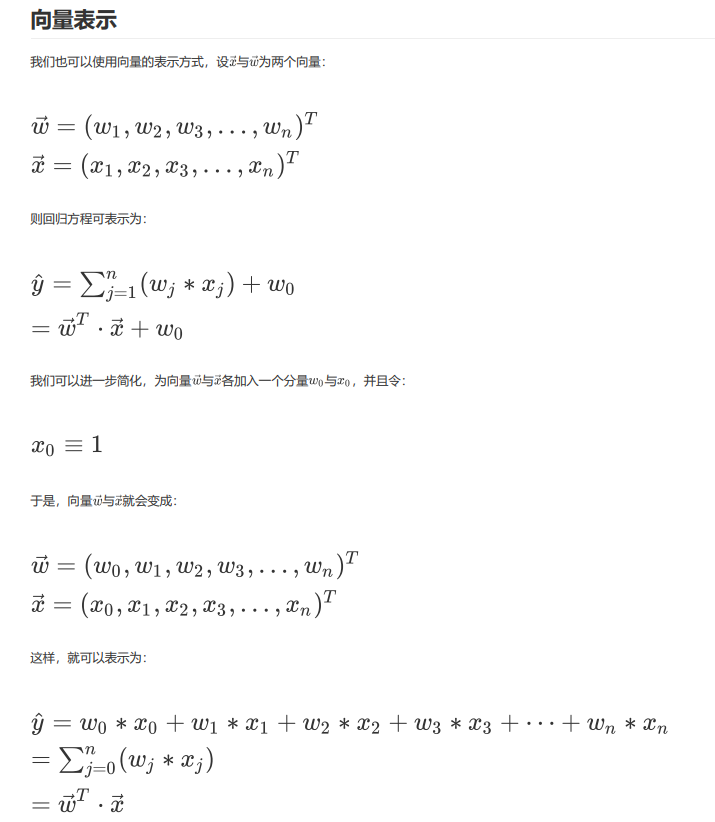 向量表示
我们也可以使用向量的表示方式，设$\vec{x}$与$\vec{w}$为两个向量：
$\vec{w} = (w_1, w_2, w_3, \ldots, w_n)^T$
$\vec{x} = (x_1, x_2, x_3, \ldots, x_n)^T$
则回归方程可表示为：
$\hat{y} = \sum_{j=1}^{n} (w_j * x_j) + w_0$
$= \vec{w}^T \cdot \vec{x} + w_0$
我们可以进一步简化，为向量$\vec{w}$与$\vec{x}$各加入一个分量$w_0$与$x_0$，并且令：
$x_0 \equiv 1$
于是，向量$\vec{w}$与$\vec{x}$就会变成：
$\vec{w} = (w_0, w_1, w_2, w_3, \ldots, w_n)^T$
$\vec{x} = (x_0, x_1, x_2, x_3, \ldots, x_n)^T$
这样，就可以表示为：
$\hat{y} = w_0 * x_0 + w_1 * x_1 + w_2 * x_2 + w_3 * x_3 + \cdots + w_n * x_n$
$= \sum_{j=0}^{n} (w_j * x_j)$
$= \vec{w}^T \cdot \vec{x}$